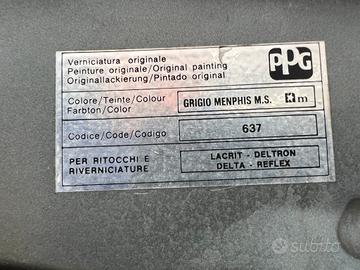 Verniciatura originale
Peinture originale/Original painting
Originallackierung/Pintado original
PPG
Colore/Teinte/Colour
Farbton/Color
GRIGIO MENPHIS M.S. m
Codice/Code/Codigo
637
PER RITOCCHI E
RIVERNICIATURE
LACRIT - DELTRON
DELTA - REFLEX
subito